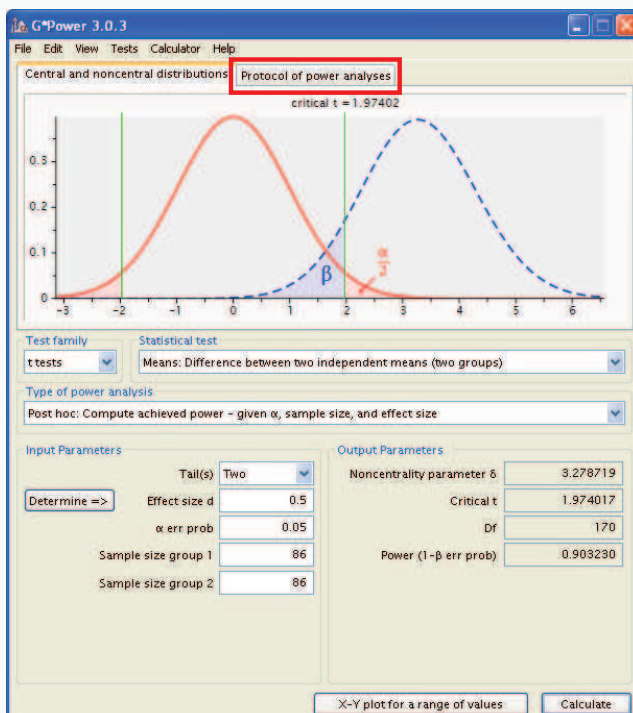 G*Power 3.0.3
File Edit View Tests Calculator Help
Central and noncentral distributions Protocol of power analyses
critical t = 1.97402
0.3
0.2
0.1
0
β
α/2
-3 -2 -1 0 1 2 3 4 5 6
Test family Statistical test
t tests Means: Difference between two independent means (two groups)
Type of power analysis
Post hoc: Compute achieved power - given α, sample size, and effect size
Input Parameters Output Parameters
Tail(s) Two Noncentrality parameter δ 3.278719
Determine => Effect size d 0.5 Critical t 1.974017
α err prob 0.05 Df 170
Sample size group 1 86 Power (1-β err prob) 0.903230
Sample size group 2 86
X-Y plot for a range of values Calculate